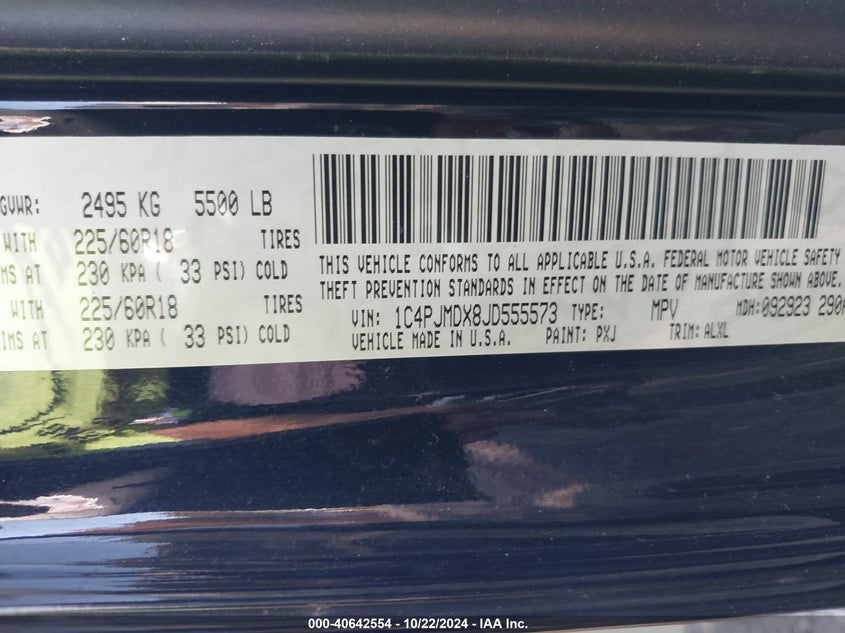 GVWR: 2495 KG 5500 LB
WITH 225/60R18 TIRES
IMS AT 230 KPA ( 33 PSI) COLD
WITH 225/60R18 TIRES
IMS AT 230 KPA ( 33 PSI) COLD
THIS VEHICLE CONFORMS TO ALL APPLICABLE U.S.A. FEDERAL MOTOR VEHICLE SAFETY
THEFT PREVENTION STANDARDS IN EFFECT ON THE DATE OF MANUFACTURE SHOWN ABOVE.
VIN: 1C4PJMDX8JD555573 TYPE: MPV MDH:092923 290
VEHICLE MADE IN U.S.A. PAINT: PXJ TRIM: ALXL
000-40642554 - 10/22/2024 - IAA Inc.